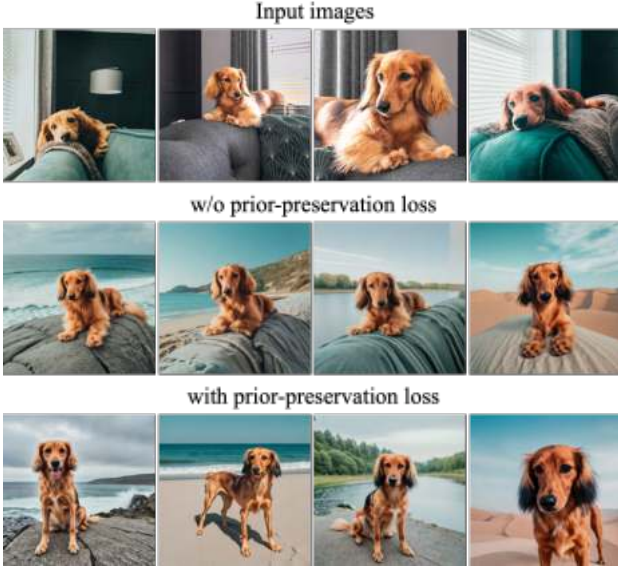 Input images
w/o prior-preservation loss
with prior-preservation loss